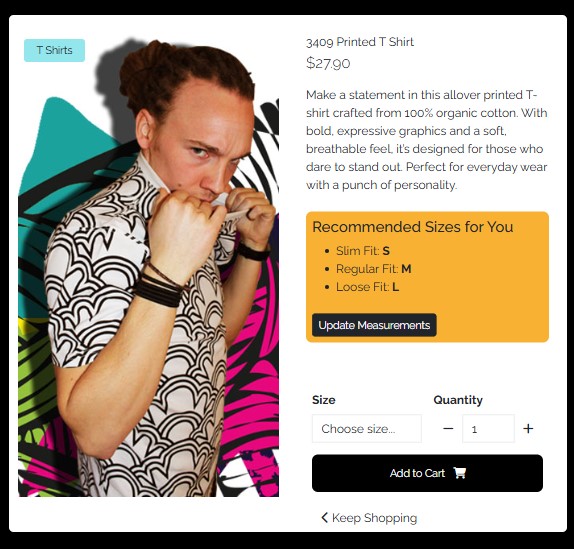 T Shirts
3409 Printed T Shirt
$27.90
Make a statement in this allover printed T-
shirt crafted from 100% organic cotton. With
bold, expressive graphics and a soft,
breathable feel, it's designed for those who
dare to stand out. Perfect for everyday wear
with a punch of personality.
Recommended Sizes for You
Slim Fit: S
Regular Fit: M
Loose Fit: L
Update Measurements
Size Quantity
Choose size... − 1 +
Add to Cart
Keep Shopping